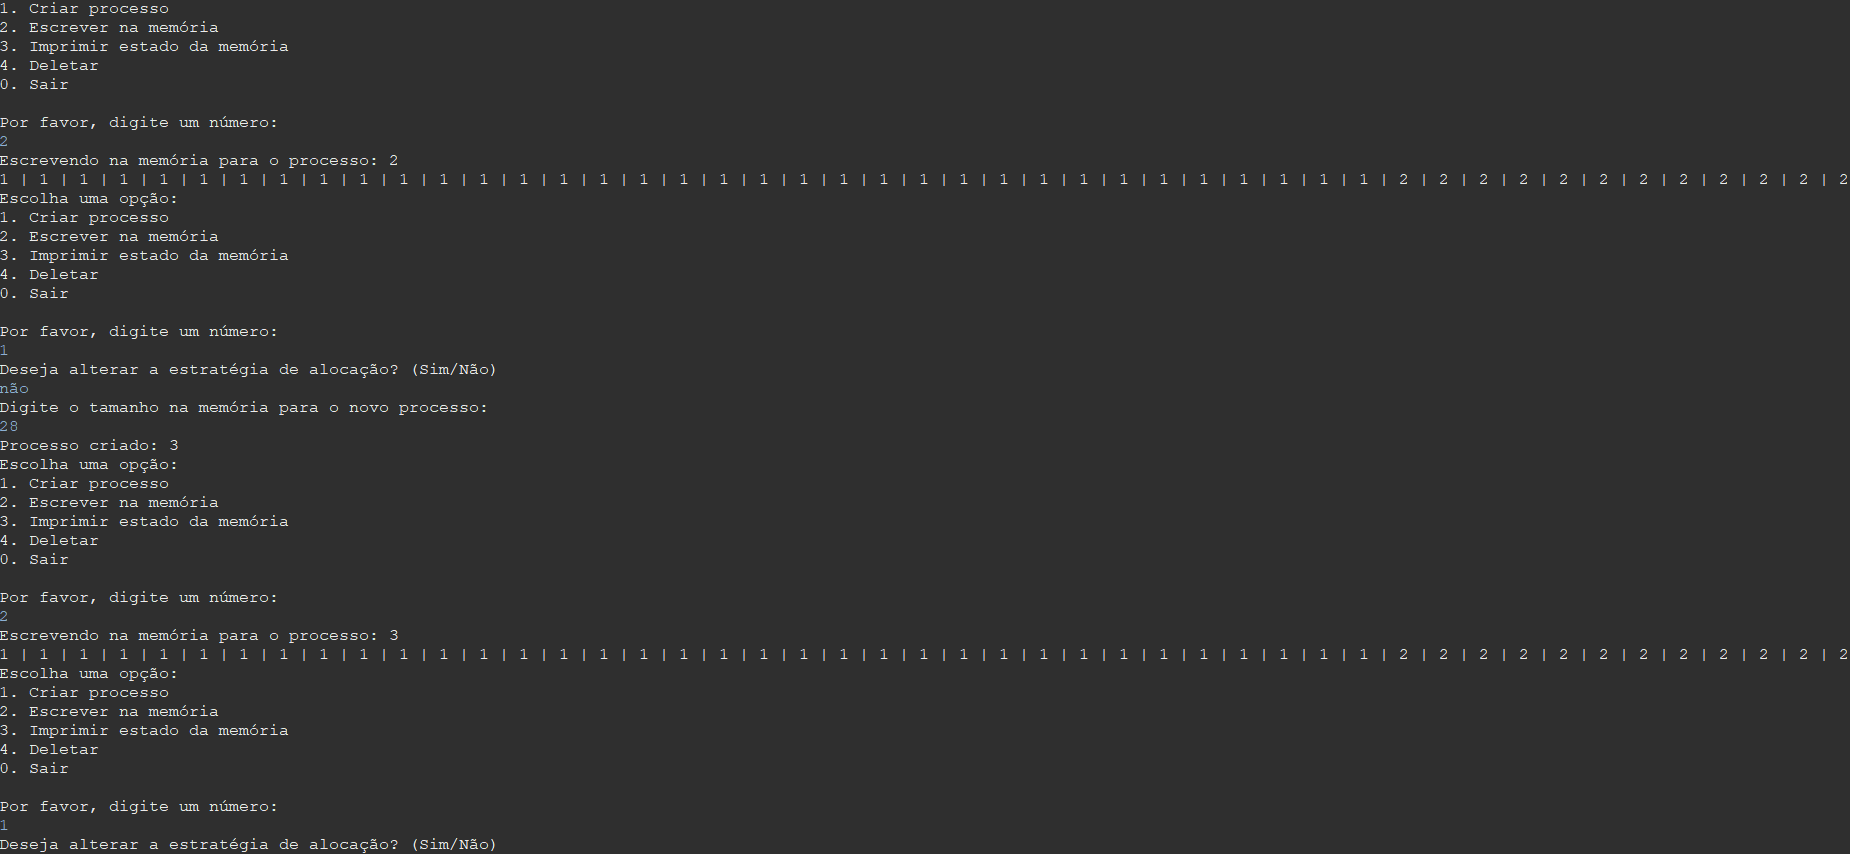 1. Criar processo
2. Escrever na memória
3. Imprimir estado da memória
4. Deletar
0. Sair
Por favor, digite um número:
2
Escrevendo na memória para o processo: 2
1 | 1 | 1 | 1 | 1 | 1 | 1 | 1 | 1 | 1 | 1 | 1 | 1 | 1 | 1 | 1 | 1 | 1 | 1 | 1 | 1 | 1 | 1 | 1 | 1 | 1 | 1 | 1 | 1 | 1 | 1 | 1 | 1 | 1 | 1 | 2 | 2 | 2 | 2 | 2 | 2 | 2 | 2 | 2 | 2 | 2 | 2
Escolha uma opção:
1. Criar processo
2. Escrever na memória
3. Imprimir estado da memória
4. Deletar
0. Sair
Por favor, digite um número:
1
Deseja alterar a estratégia de alocação? (Sim/Não)
não
Digite o tamanho na memória para o novo processo:
28
Processo criado: 3
Escolha uma opção:
1. Criar processo
2. Escrever na memória
3. Imprimir estado da memória
4. Deletar
0. Sair
Por favor, digite um número:
2
Escrevendo na memória para o processo: 3
1 | 1 | 1 | 1 | 1 | 1 | 1 | 1 | 1 | 1 | 1 | 1 | 1 | 1 | 1 | 1 | 1 | 1 | 1 | 1 | 1 | 1 | 1 | 1 | 1 | 1 | 1 | 1 | 1 | 1 | 1 | 1 | 1 | 1 | 1 | 2 | 2 | 2 | 2 | 2 | 2 | 2 | 2 | 2 | 2 | 2 | 2
Escolha uma opção:
1. Criar processo
2. Escrever na memória
3. Imprimir estado da memória
4. Deletar
0. Sair
Por favor, digite um número:
1
Deseja alterar a estratégia de alocação? (Sim/Não)